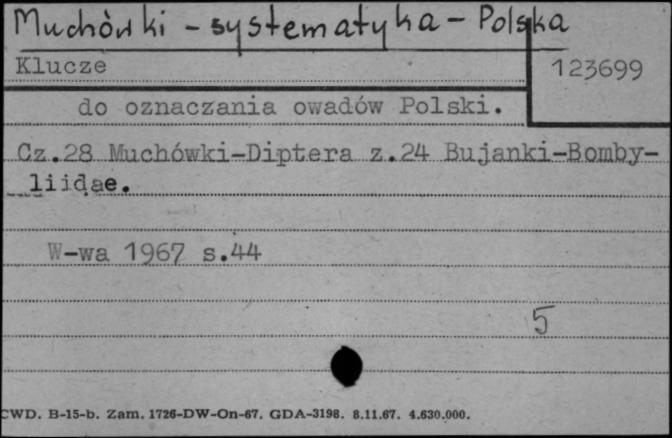 Muchówki - systematyka - Polska
Klucze
123699
do oznaczania owadów Polski.
Cz.28 Muchówki-Diptera z.24 Bujanki-Bomby-
liidae.
W-wa 1967 s.44
5
CWD. B-15-b. Zam. 1726-DW-On-67. GDA-3198. 8.11.67. 4.630.000.